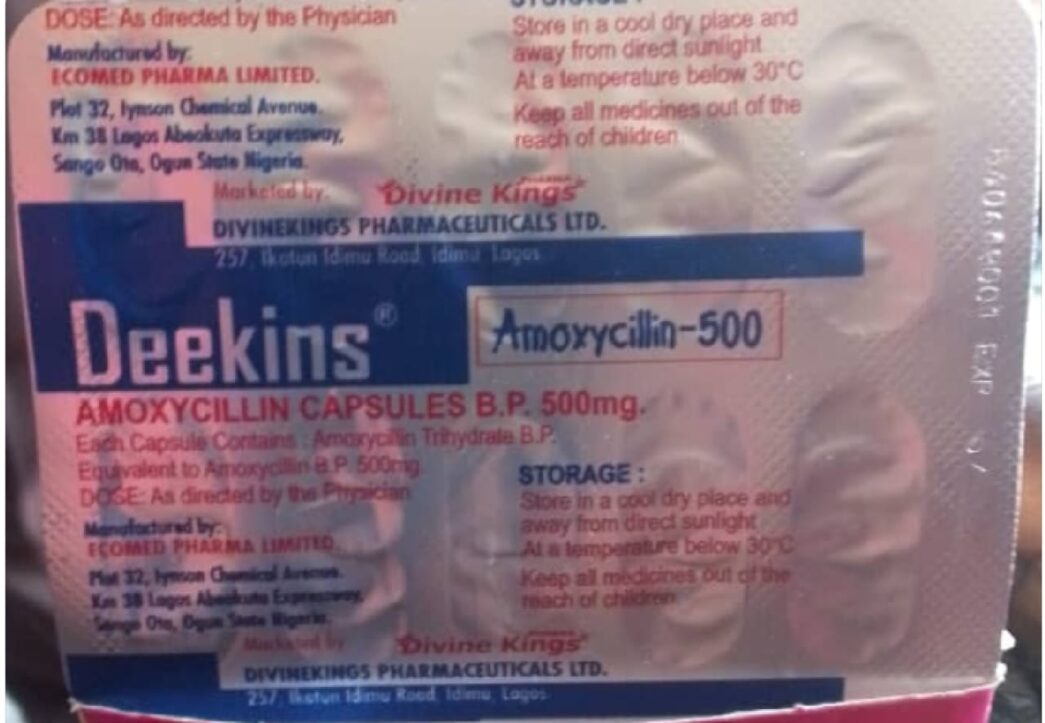 DOSE: As directed by the Physician
Manufactured by:
ECOMED PHARMA LIMITED.
Plot 32, Iynson Chemical Avenue.
Km 38 Lagos Abeokuta Expressway,
Sango Ota, Ogun State Nigeria.
STORAGE :
Store in a cool dry place and
away from direct sunlight
At a temperature below 30°C
Keep all medicines out of the
reach of children
Marketed by:
Divine Kings
PHARMA
DIVINEKINGS PHARMACEUTICALS LTD.
257, Ikotun Idimu Road, Idimu, Lagos
Deekins®
Amoxycillin-500
AMOXYCILLIN CAPSULES B.P. 500mg.
Each Capsule Contains : Amoxycillin Trihydrate B.P.
Equivalent to Amoxycillin B.P. 500mg
DOSE: As directed by the Physician
Manufactured by:
ECOMED PHARMA LIMITED.
Plot 32, Iynson Chemical Avenue.
Km 38 Lagos Abeokuta Expressway,
Sango Ota, Ogun State Nigeria.
STORAGE :
Store in a cool dry place and
away from direct sunlight
At a temperature below 30°C
Keep all medicines out of the
reach of children
Marketed by
Divine Kings
PHARMA
DIVINEKINGS PHARMACEUTICALS LTD.
257, Ikotun Idimu Road, Idimu, Lagos
EXP